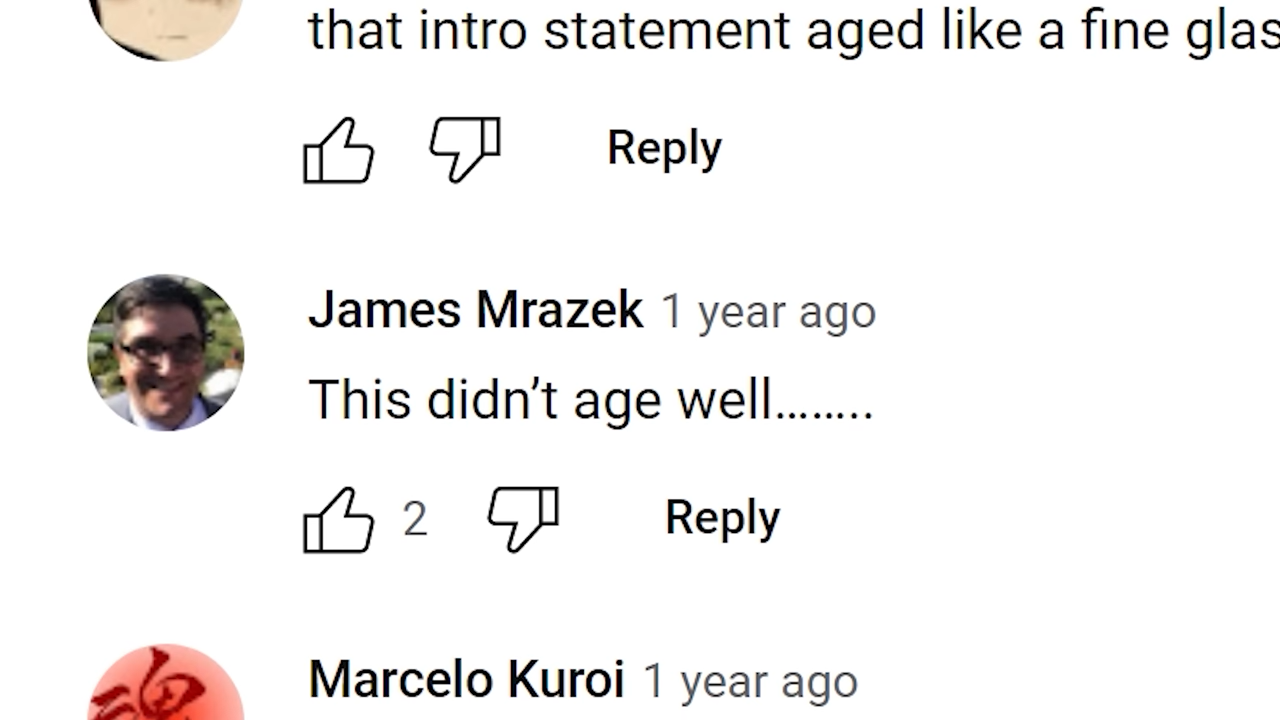 that intro statement aged like a fine glas
Reply
James Mrazek 1 year ago
This didn’t age well........
2 Reply
Marcelo Kuroi 1 year ago